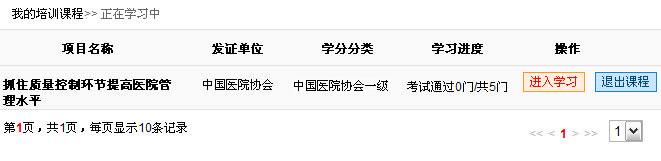 我的培训课程>> 正在学习中
项目名称 发证单位 学分分类 学习进度 操作
抓住质量控制环节提高医院管理水平 中国医院协会 中国医院协会一级 考试通过0门/共5门 进入学习 退出课程
第1页，共1页，每页显示10条记录
<< < 1 > >> 1